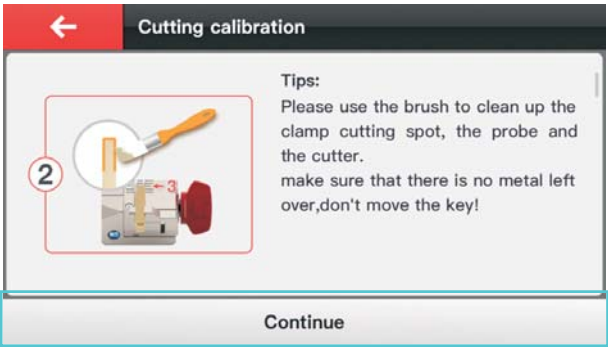 Cutting calibration
Tips:
Please use the brush to clean up the
clamp cutting spot, the probe and
the cutter.
make sure that there is no metal left
over,don't move the key!
2
3
Continue